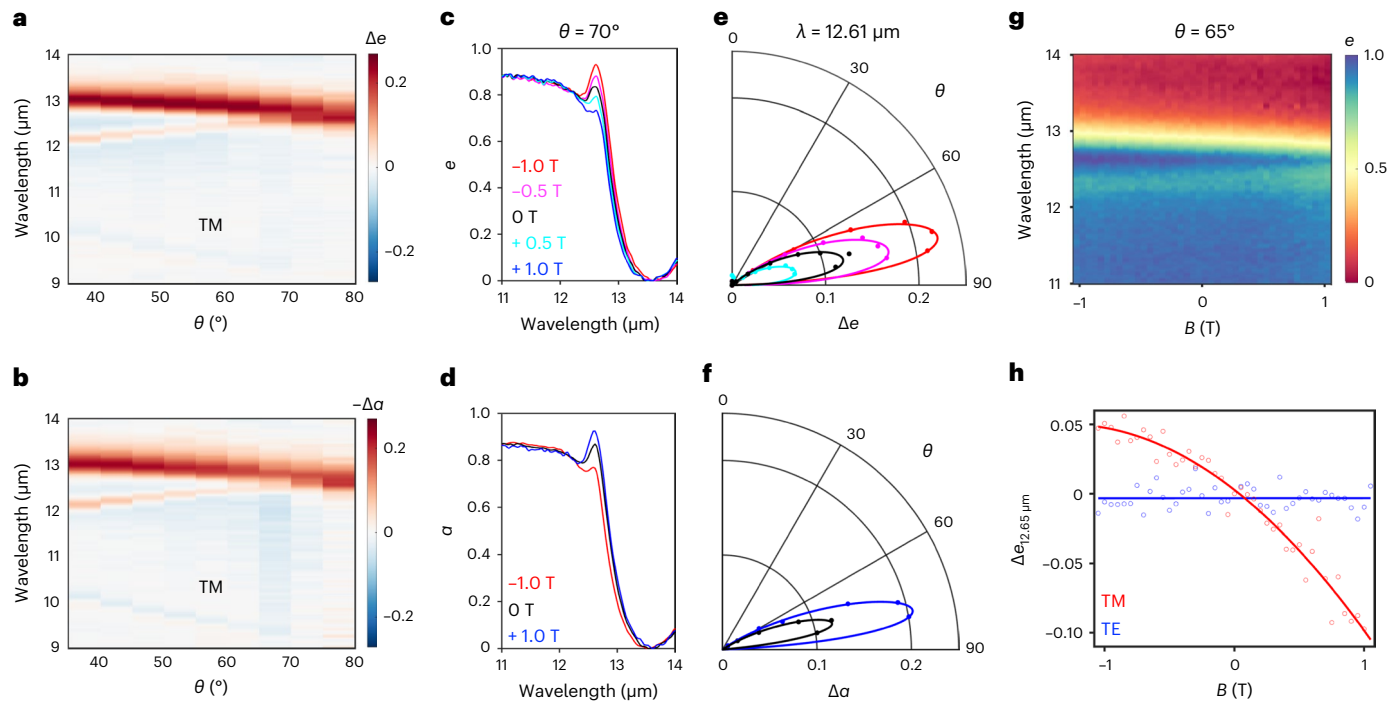 a
Δe
14
13
12
11
10
9
Wavelength (μm)
TM
0.2
0
−0.2
40 50 60 70 80
θ (°)
b
−Δα
14
13
12
11
10
9
Wavelength (μm)
TM
0.2
0
−0.2
40 50 60 70 80
θ (°)
c
θ = 70°
1.0
0.8
0.6
0.4
0.2
0
e
−1.0 T
−0.5 T
0 T
+ 0.5 T
+ 1.0 T
11 12 13 14
Wavelength (μm)
d
1.0
0.8
0.6
0.4
0.2
0
α
−1.0 T
0 T
+ 1.0 T
11 12 13 14
Wavelength (μm)
e
λ = 12.61 μm
0
30
θ
60
90
0 0.1 0.2
Δe
f
0
30
θ
60
90
0 0.1 0.2
Δα
g
θ = 65°
e
14
13
12
11
Wavelength (μm)
1.0
0.5
0
−1 0 1
B (T)
h
0.05
0
−0.05
−0.10
Δe12.65 μm
TM
TE
−1 0 1
B (T)